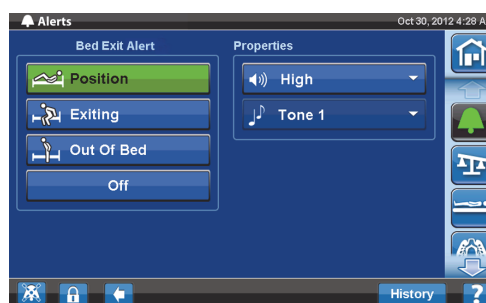 Alerts
Oct 30, 2012 4:28 A
Bed Exit Alert
Properties
Position
High
Exiting
Tone 1
Out Of Bed
Off
History
?